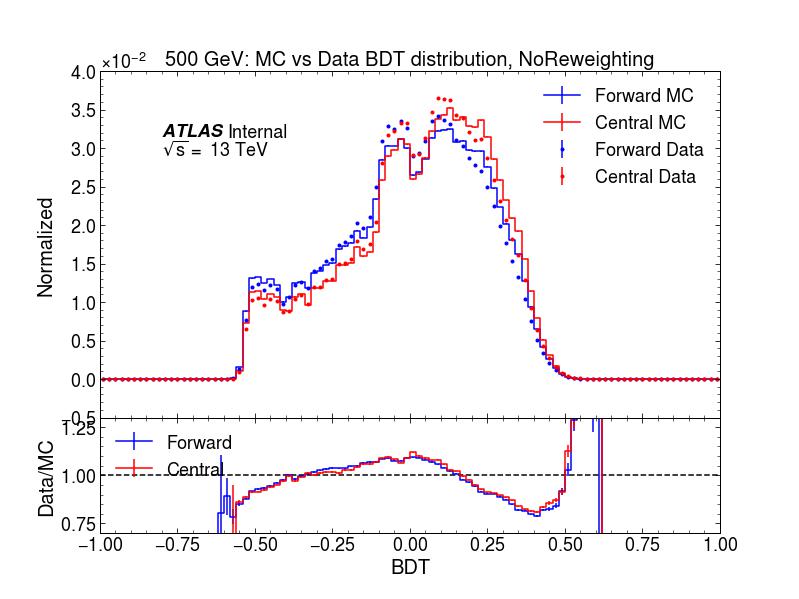 ×10⁻² 500 GeV: MC vs Data BDT distribution, NoReweighting
4.0
3.5
3.0
2.5
2.0
1.5
1.0
0.5
0.0
−0.5
Normalized
ATLAS Internal
√s = 13 TeV
Forward MC
Central MC
Forward Data
Central Data
1.25
1.00
0.75
Data/MC
Forward
Central
−1.00 −0.75 −0.50 −0.25 0.00 0.25 0.50 0.75 1.00
BDT